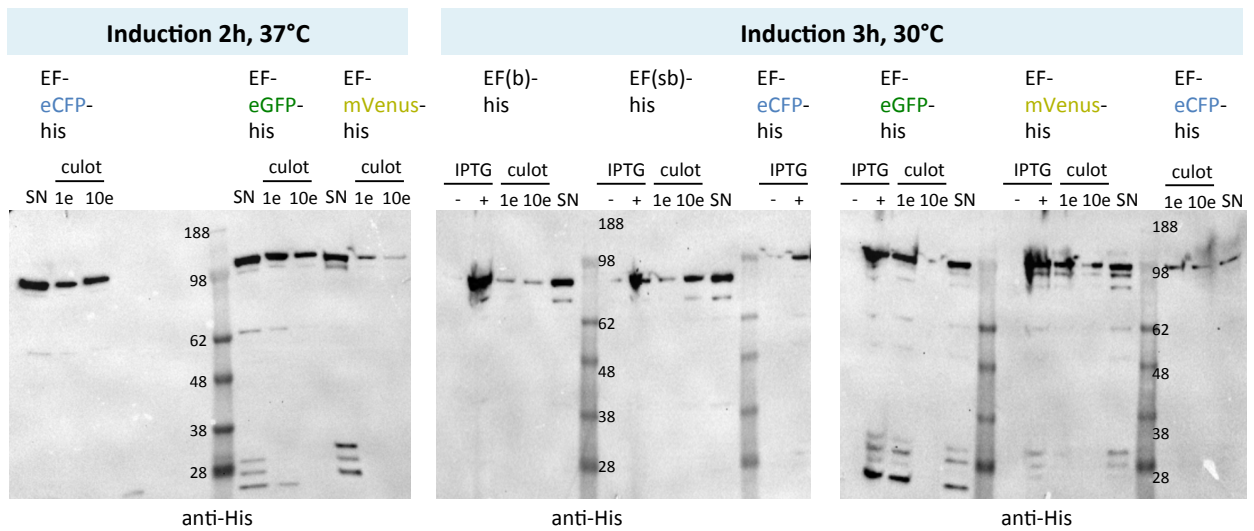 Induction 2h, 37°C
Induction 3h, 30°C
EF-
eCFP-
his
EF-
eGFP-
his
EF-
mVenus-
his
EF(b)-
his
EF(sb)-
his
EF-
eCFP-
his
EF-
eGFP-
his
EF-
mVenus-
his
EF-
eCFP-
his
culot
culot
culot
SN 1e 10e
SN 1e 10e SN 1e 10e
IPTG culot
- + 1e 10e SN
IPTG culot
- + 1e 10e SN
IPTG
- +
IPTG culot
- + 1e 10e SN
IPTG culot
- + 1e 10e SN
culot
1e 10e SN
188
98
62
48
38
28
188
98
62
48
38
28
188
98
62
48
38
28
anti-His
anti-His
anti-His